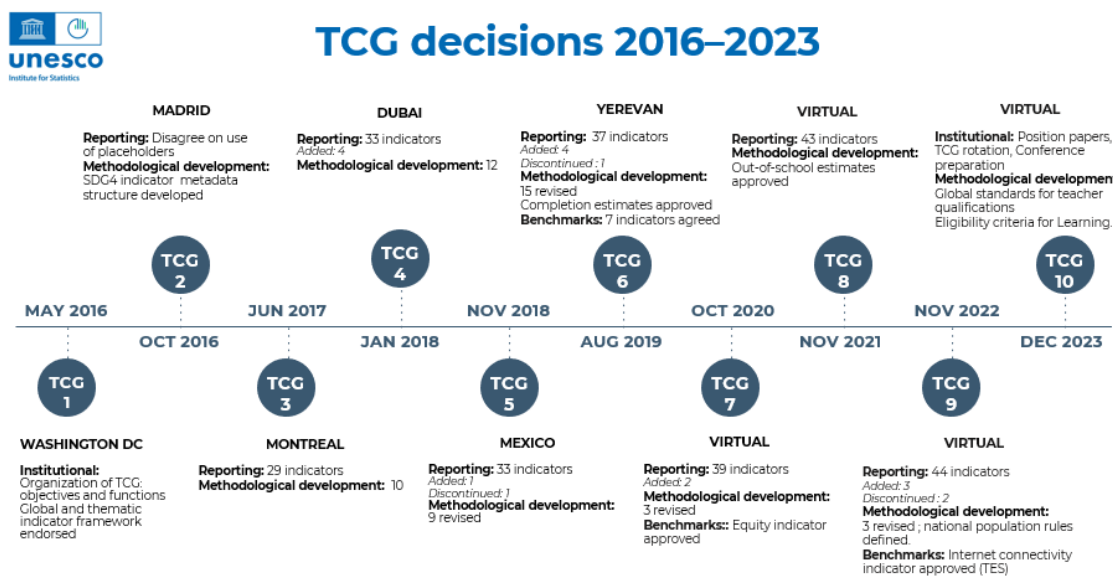 unesco
Institute for Statistics
TCG decisions 2016–2023
MADRID
Reporting: Disagree on use
of placeholders
Methodological development:
SDG4 indicator metadata
structure developed
DUBAI
Reporting: 33 indicators
Added: 4
Methodological development: 12
YEREVAN
Reporting: 37 indicators
Added: 4
Discontinued : 1
Methodological development:
15 revised
Completion estimates approved
Benchmarks: 7 indicators agreed
VIRTUAL
Reporting: 43 indicators
Methodological development:
Out-of-school estimates
approved
VIRTUAL
Institutional: Position papers,
TCG rotation, Conference
preparation
Methodological development
Global standards for teacher
qualifications
Eligibility criteria for Learning.
TCG
2
TCG
4
TCG
6
TCG
8
TCG
10
MAY 2016
JUN 2017
NOV 2018
OCT 2020
NOV 2022
OCT 2016
JAN 2018
AUG 2019
NOV 2021
DEC 2023
TCG
1
TCG
3
TCG
5
TCG
7
TCG
9
WASHINGTON DC
Institutional:
Organization of TCG:
objectives and functions
Global and thematic
indicator framework
endorsed
MONTREAL
Reporting: 29 indicators
Methodological development: 10
MEXICO
Reporting: 33 indicators
Added: 1
Discontinued: 1
Methodological development:
9 revised
VIRTUAL
Reporting: 39 indicators
Added: 2
Methodological development:
3 revised
Benchmarks:: Equity indicator
approved
VIRTUAL
Reporting: 44 indicators
Added: 3
Discontinued : 2
Methodological development:
3 revised ; national population rules
defined.
Benchmarks: Internet connectivity
indicator approved (TES)